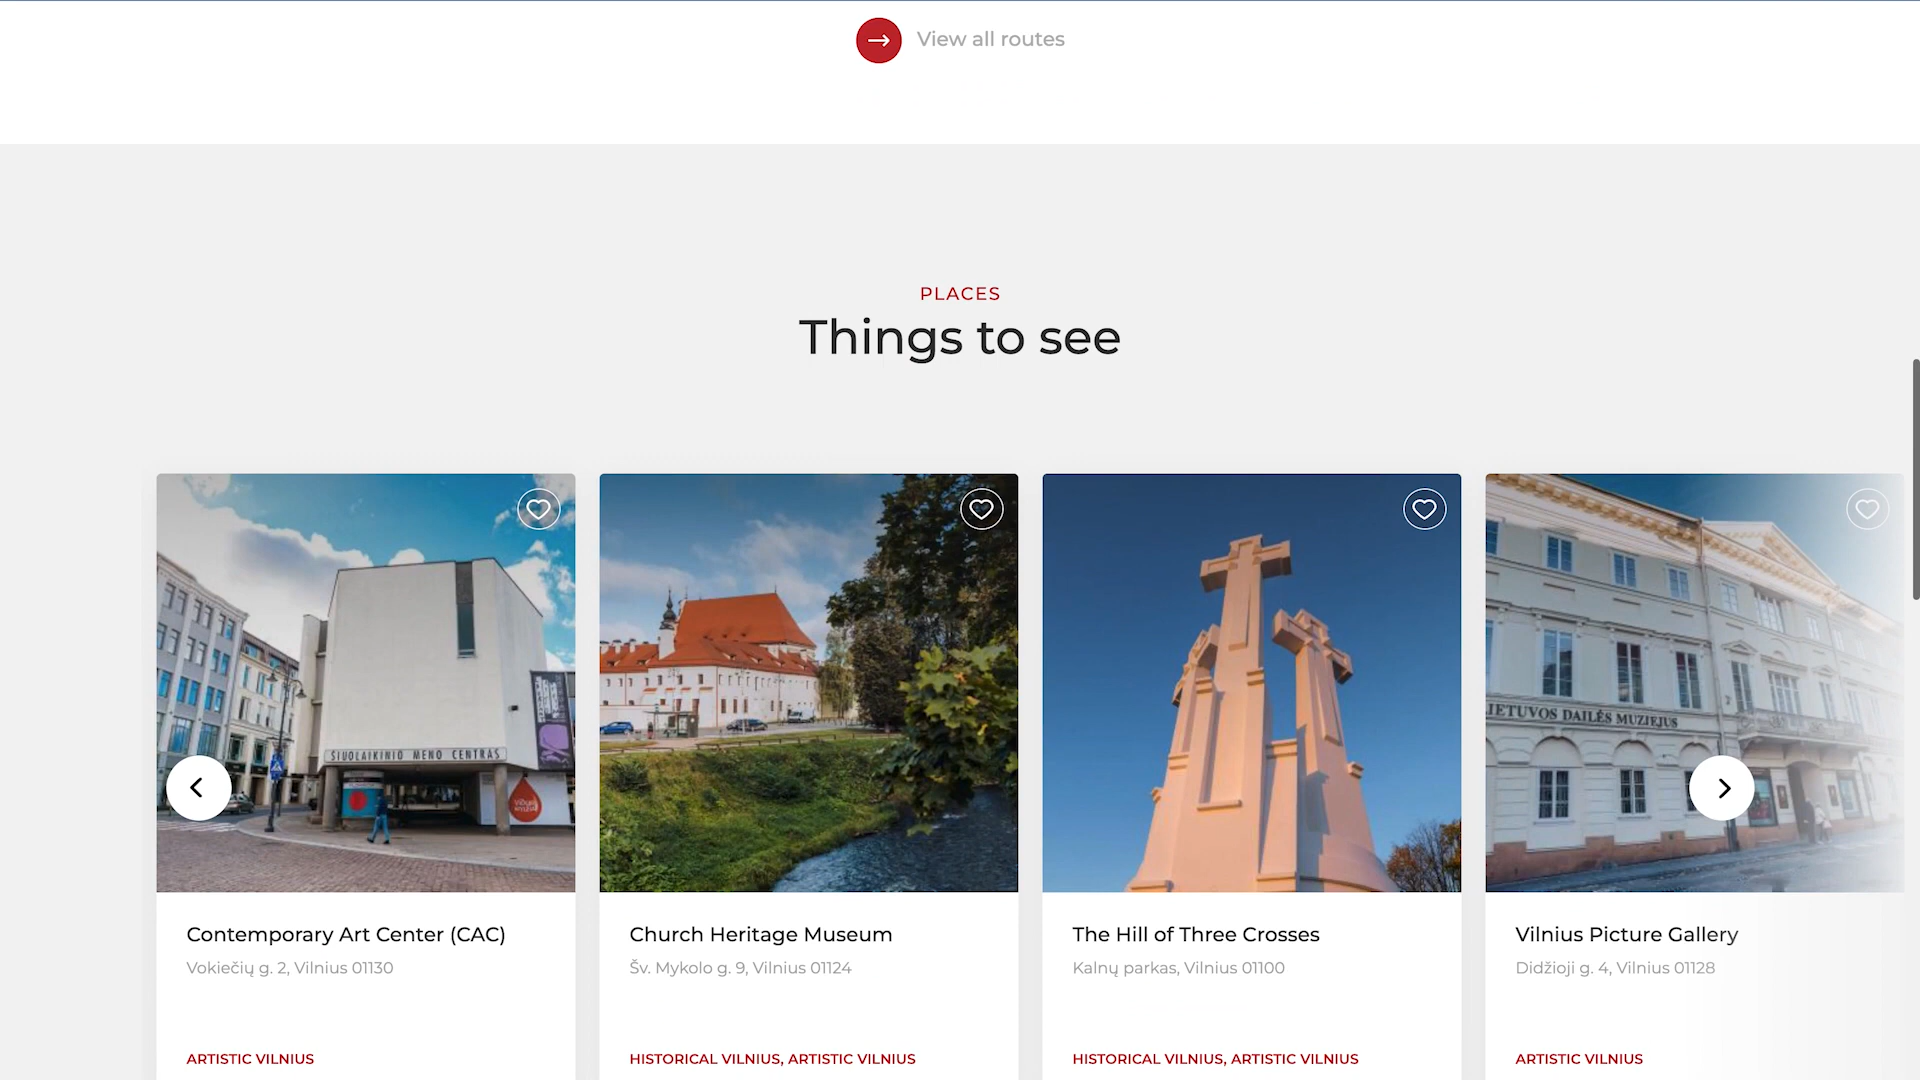 View all routes
PLACES
Things to see
ŠIUOLAIKINIO MENO CENTRAS
LIETUVOS DAILĖS MUZIEJUS
Contemporary Art Center (CAC)
Vokiečių g. 2, Vilnius 01130
ARTISTIC VILNIUS
Church Heritage Museum
Šv. Mykolo g. 9, Vilnius 01124
HISTORICAL VILNIUS, ARTISTIC VILNIUS
The Hill of Three Crosses
Kalnų parkas, Vilnius 01100
HISTORICAL VILNIUS, ARTISTIC VILNIUS
Vilnius Picture Gallery
Didžioji g. 4, Vilnius 01128
ARTISTIC VILNIUS